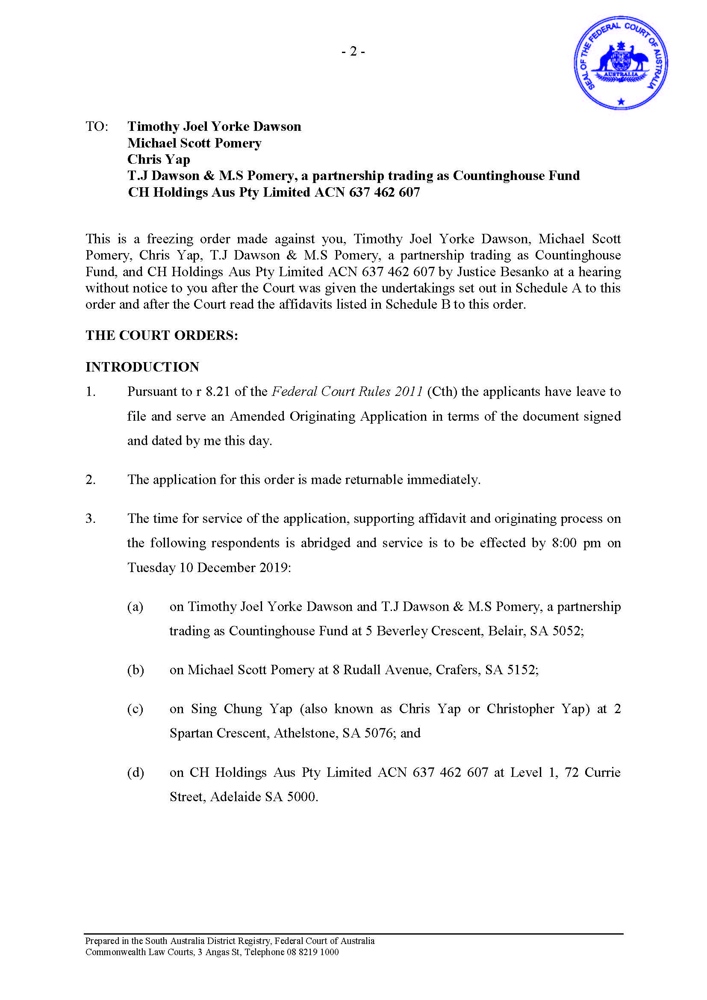 - 2 -
SEAL OF THE FEDERAL COURT OF AUSTRALIA
AUSTRALIA
TO: Timothy Joel Yorke Dawson
Michael Scott Pomery
Chris Yap
T.J Dawson & M.S Pomery, a partnership trading as Countinghouse Fund
CH Holdings Aus Pty Limited ACN 637 462 607
This is a freezing order made against you, Timothy Joel Yorke Dawson, Michael Scott
Pomery, Chris Yap, T.J Dawson & M.S Pomery, a partnership trading as Countinghouse
Fund, and CH Holdings Aus Pty Limited ACN 637 462 607 by Justice Besanko at a hearing
without notice to you after the Court was given the undertakings set out in Schedule A to this
order and after the Court read the affidavits listed in Schedule B to this order.
THE COURT ORDERS:
INTRODUCTION
1. Pursuant to r 8.21 of the Federal Court Rules 2011 (Cth) the applicants have leave to
file and serve an Amended Originating Application in terms of the document signed
and dated by me this day.
2. The application for this order is made returnable immediately.
3. The time for service of the application, supporting affidavit and originating process on
the following respondents is abridged and service is to be effected by 8:00 pm on
Tuesday 10 December 2019:
(a) on Timothy Joel Yorke Dawson and T.J Dawson & M.S Pomery, a partnership
trading as Countinghouse Fund at 5 Beverley Crescent, Belair, SA 5052;
(b) on Michael Scott Pomery at 8 Rudall Avenue, Crafers, SA 5152;
(c) on Sing Chung Yap (also known as Chris Yap or Christopher Yap) at 2
Spartan Crescent, Athelstone, SA 5076; and
(d) on CH Holdings Aus Pty Limited ACN 637 462 607 at Level 1, 72 Currie
Street, Adelaide SA 5000.
Prepared in the South Australia District Registry, Federal Court of Australia
Commonwealth Law Courts, 3 Angas St, Telephone 08 8219 1000